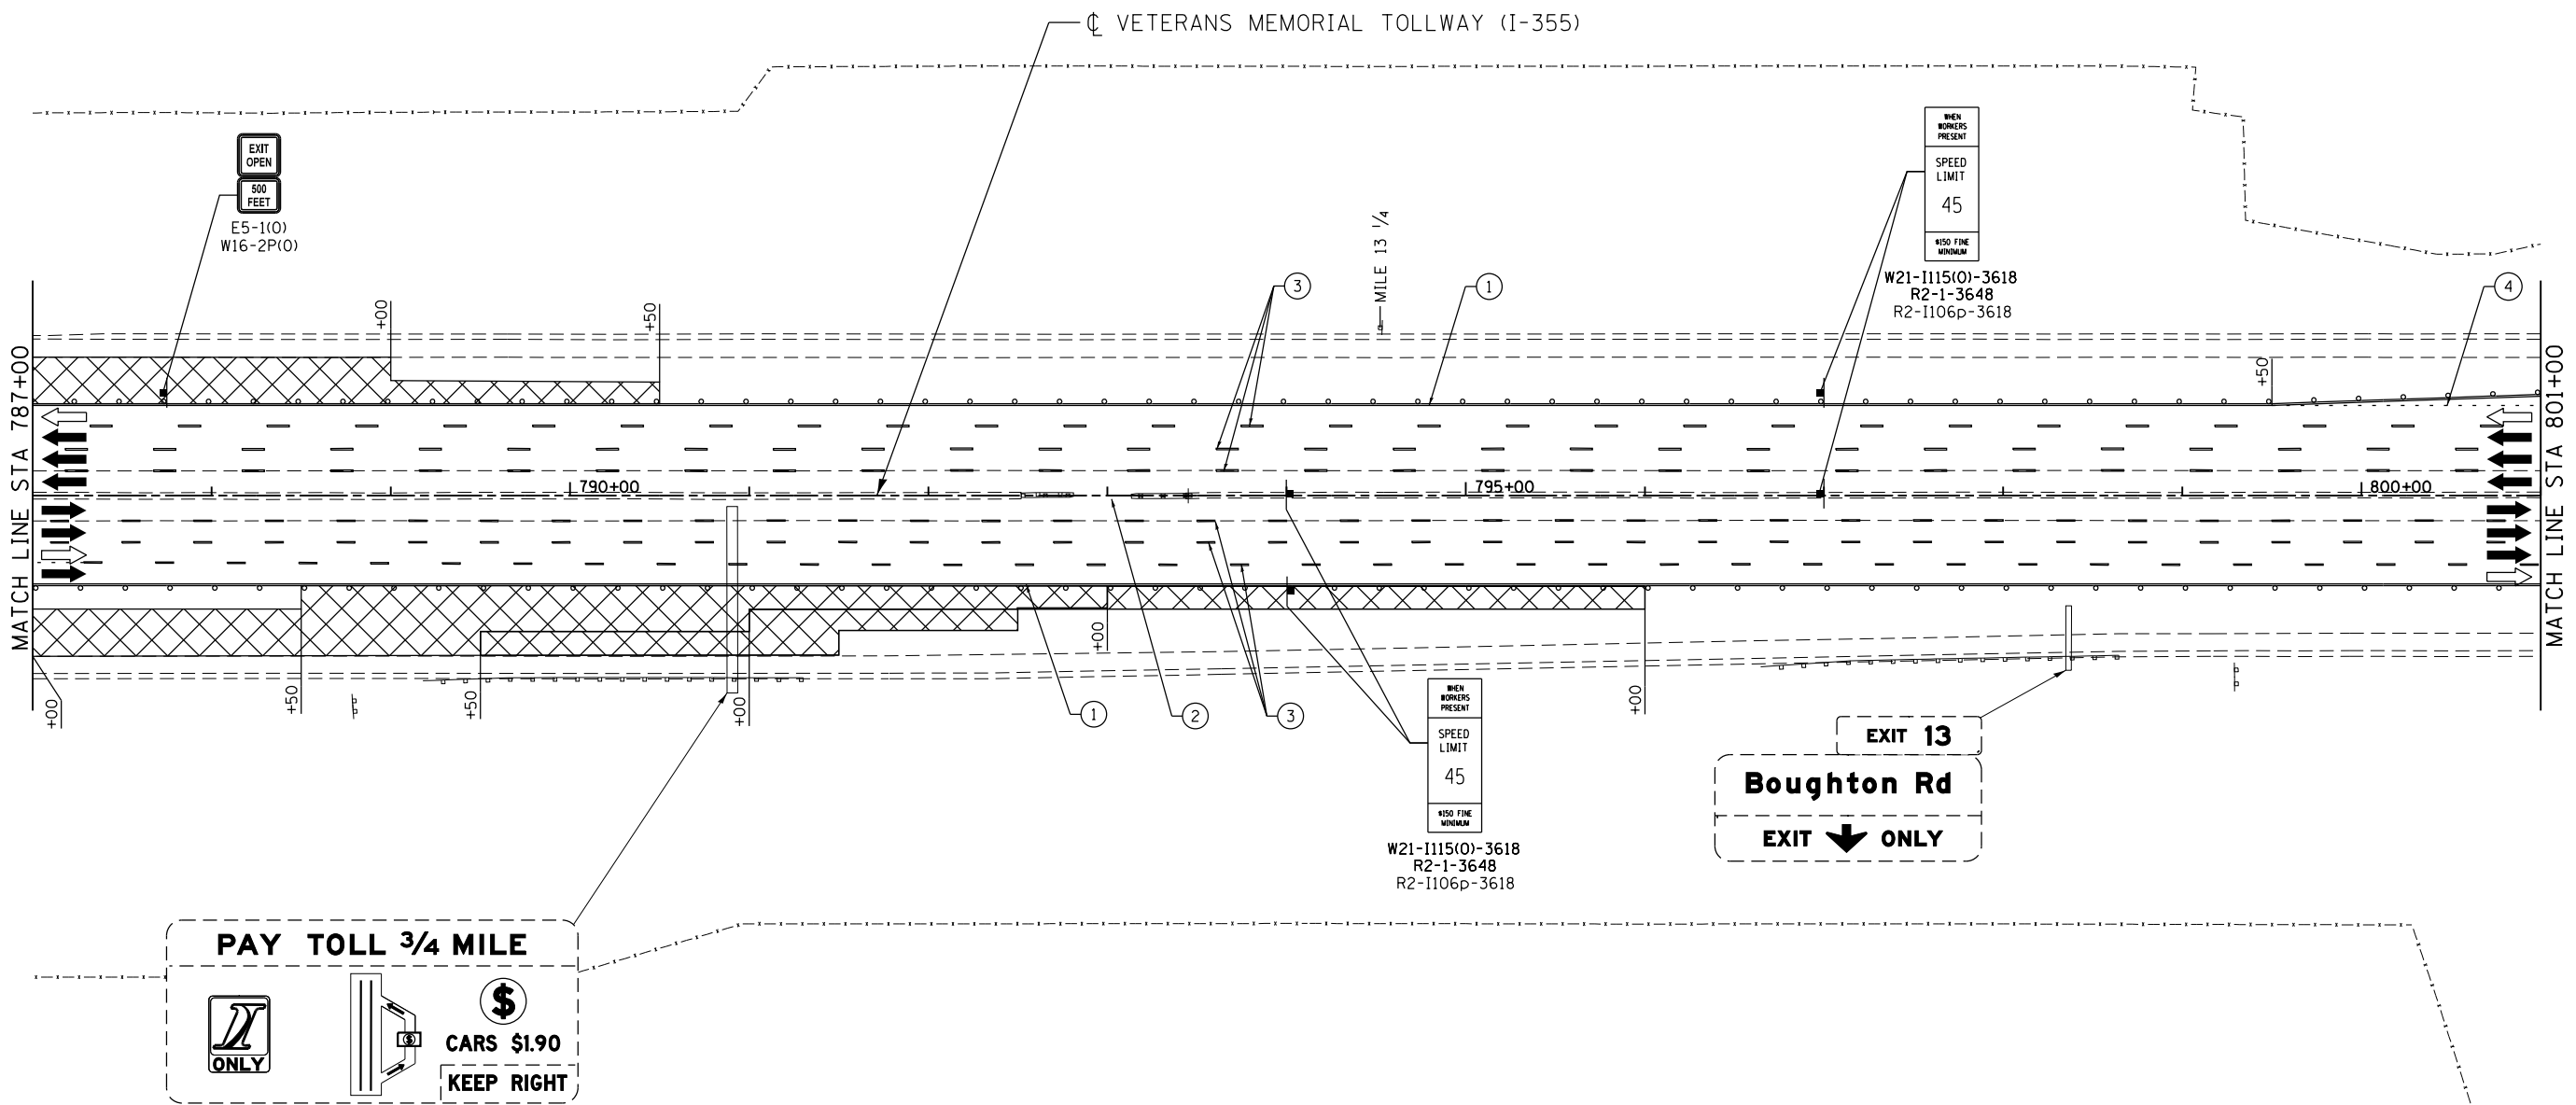 ℄ VETERANS MEMORIAL TOLLWAY (I-355)
EXIT
OPEN
500
FEET
E5-1(O)
W16-2P(O)
WHEN
WORKERS
PRESENT
SPEED
LIMIT
45
$150 FINE
MINIMUM
W21-I115(O)-3618
R2-1-3648
R2-I106p-3618
MILE 13 1/4
3
1
4
+00
+50
+50
MATCH LINE STA 787+00
790+00
795+00
800+00
MATCH LINE STA 801+00
+00
+50
+50
+00
+00
+00
1
2
3
WHEN
WORKERS
PRESENT
SPEED
LIMIT
45
$150 FINE
MINIMUM
W21-I115(O)-3618
R2-1-3648
R2-I106p-3618
EXIT 13
Boughton Rd
EXIT ONLY
PAY TOLL 3/4 MILE
I
ONLY
$
$
CARS $1.90
KEEP RIGHT